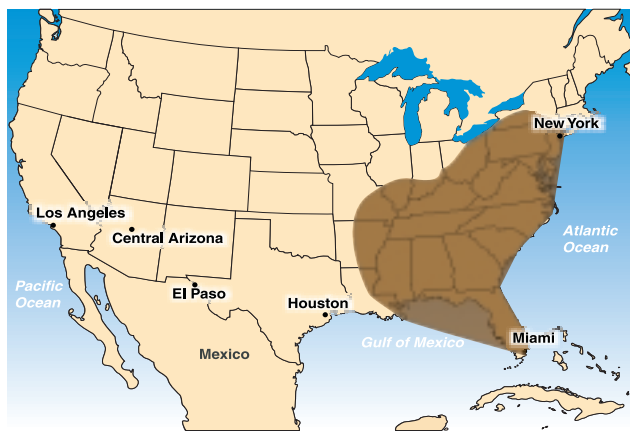 New York
Los Angeles
Central Arizona
Atlantic
Ocean
Pacific
Ocean
El Paso
Houston
Gulf of Mexico
Miami
Mexico